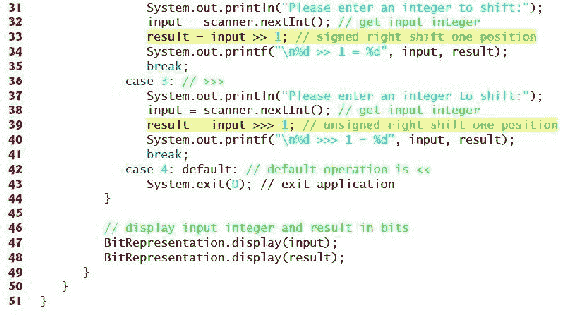 31 System.out.println("Please enter an integer to shift:");
32 input = scanner.nextInt(); // get input integer
33 result = input >> 1; // signed right shift one position
34 System.out.printf("\n%d >> 1 = %d", input, result);
35 break;
36 case 3: // >>>
37 System.out.println("Please enter an integer to shift:");
38 input = scanner.nextInt(); // get input integer
39 result = input >>> 1; // unsigned right shift one position
40 System.out.printf("\n%d >>> 1 = %d", input, result);
41 break;
42 case 4: default: // default operation is <<
43 System.exit(0); // exit application
44 }
45
46 // display input integer and result in bits
47 BitRepresentation.display(input);
48 BitRepresentation.display(result);
49 }
50 }
51 }